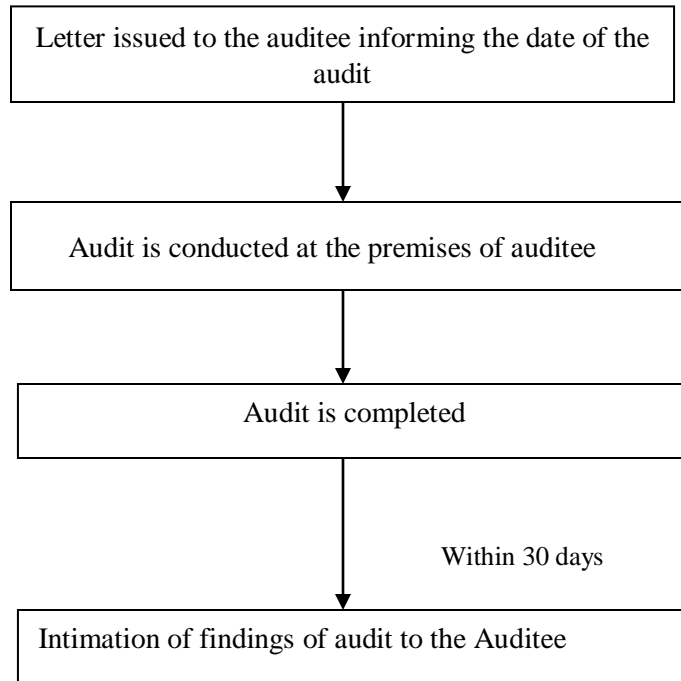 Letter issued to the auditee informing the date of the
audit
Audit is conducted at the premises of auditee
Audit is completed
Within 30 days
Intimation of findings of audit to the Auditee